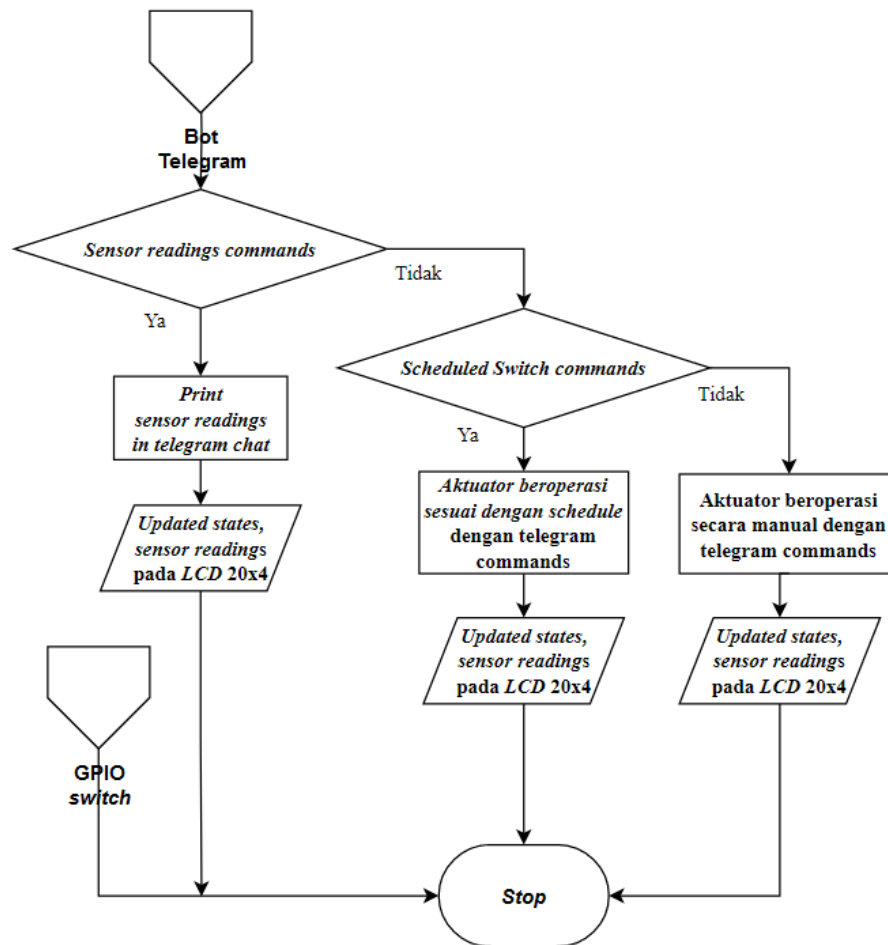 Bot
Telegram
Sensor readings commands
Tidak
Ya
Scheduled Switch commands
Tidak
Ya
Print
sensor readings
in telegram chat
Aktuator beroperasi
sesuai dengan schedule
dengan telegram
commands
Aktuator beroperasi
secara manual dengan
telegram commands
Updated states,
sensor readings
pada LCD 20x4
Updated states,
sensor readings
pada LCD 20x4
Updated states,
sensor readings
pada LCD 20x4
GPIO
switch
Stop